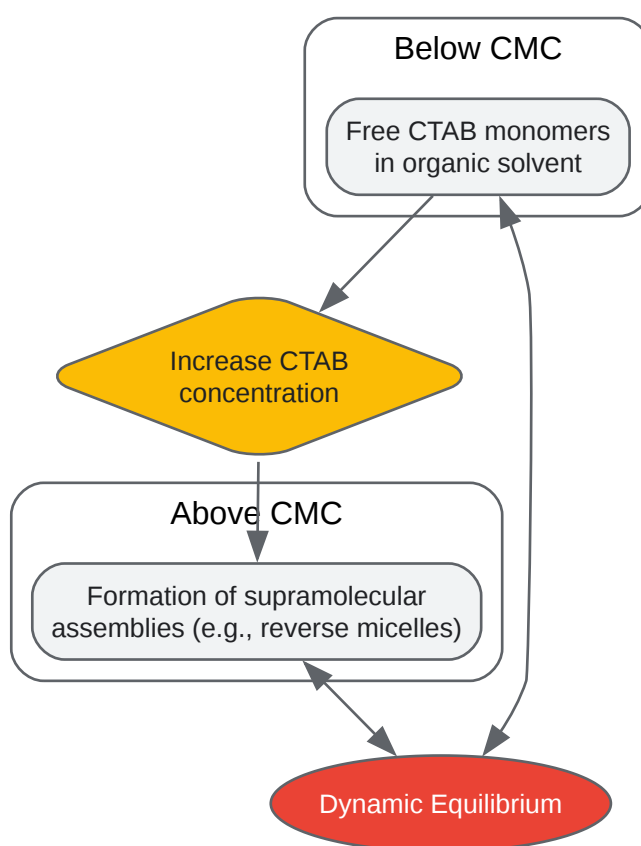 Below CMC
Free CTAB monomers
in organic solvent
Increase CTAB
concentration
Above CMC
Formation of supramolecular
assemblies (e.g., reverse micelles)
Dynamic Equilibrium